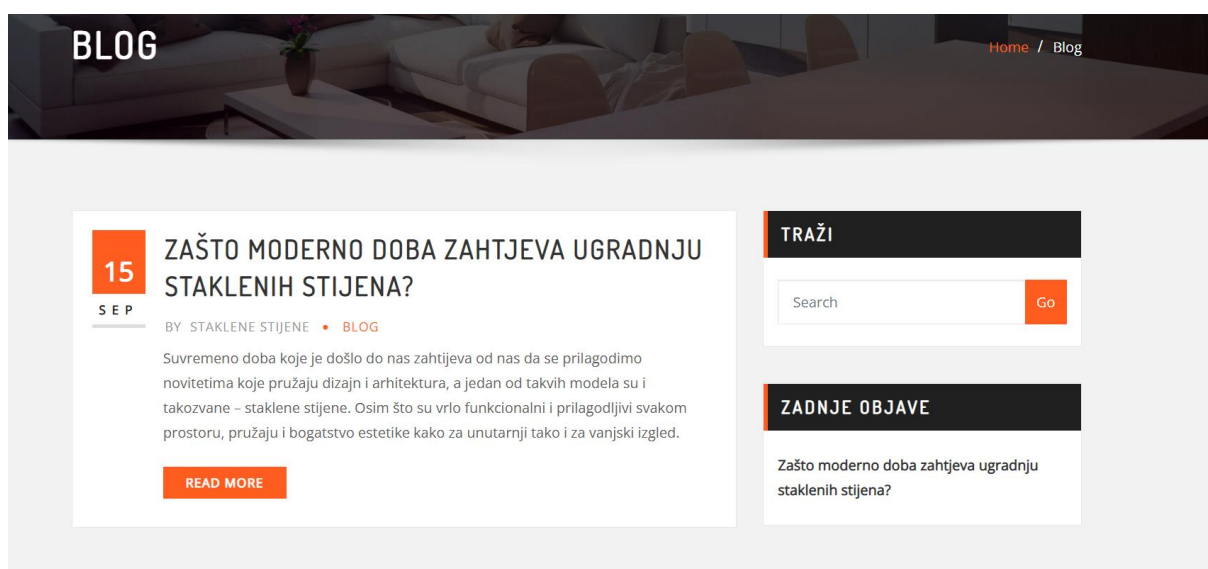 BLOG
Home / Blog
15
SEP
ZAŠTO MODERNO DOBA ZAHTJEVA UGRADNJU
STAKLENIH STIJENA?
BY STAKLENE STIJENE • BLOG
Suvremeno doba koje je došlo do nas zahtijeva od nas da se prilagodimo
novitetima koje pružaju dizajn i arhitektura, a jedan od takvih modela su i
takozvane – staklene stijene. Osim što su vrlo funkcionalni i prilagodljivi svakom
prostoru, pružaju i bogatstvo estetike kako za unutarnji tako i za vanjski izgled.
READ MORE
TRAŽI
Search
Go
ZADNJE OBJAVE
Zašto moderno doba zahtjeva ugradnju
staklenih stijena?